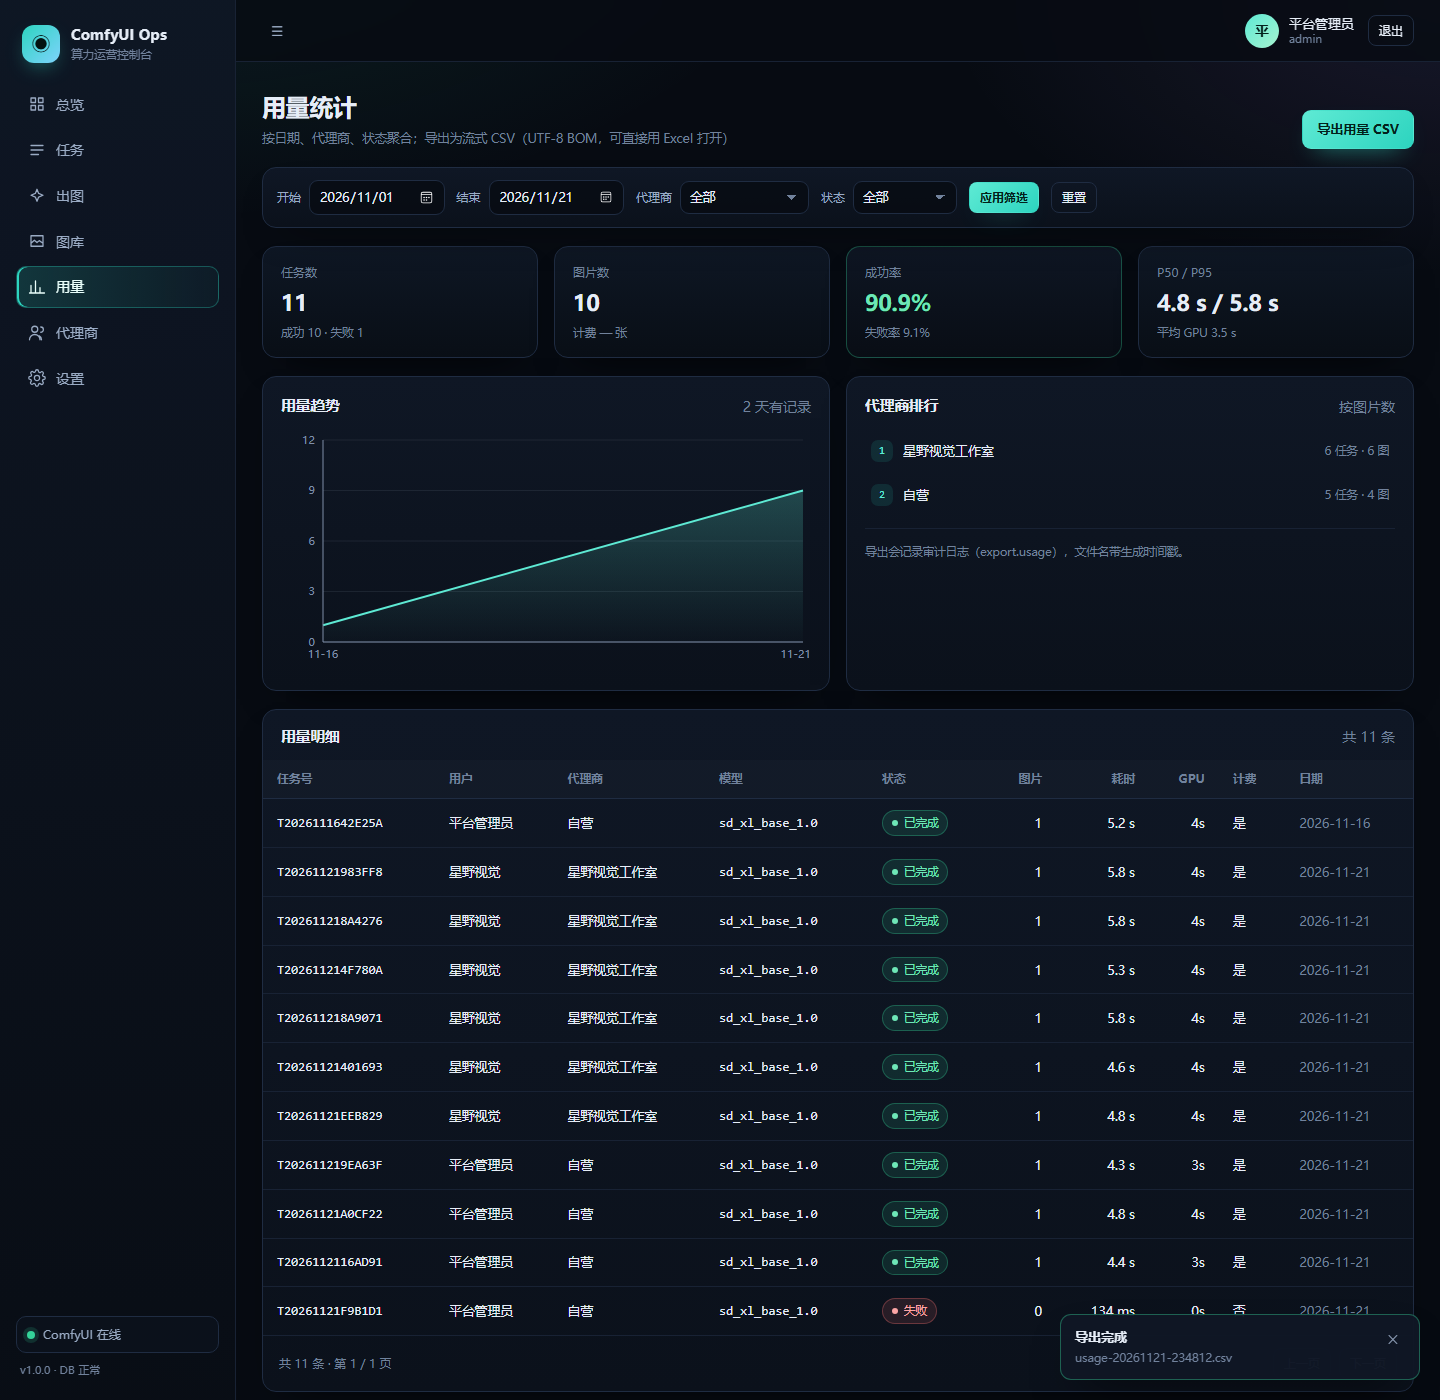 ComfyUI Ops
算力运营控制台
总览
任务
出图
图库
用量
代理商
设置
ComfyUI 在线
v1.0.0 · DB 正常
☰
平
平台管理员
admin
退出
用量统计
按日期、代理商、状态聚合；导出为流式 CSV（UTF-8 BOM，可直接用 Excel 打开）
导出用量 CSV
开始 2026/11/01 结束 2026/11/21 代理商 全部 状态 全部 应用筛选 重置
任务数
11
成功 10 · 失败 1
图片数
10
计费 — 张
成功率
90.9%
失败率 9.1%
P50 / P95
4.8 s / 5.8 s
平均 GPU 3.5 s
用量趋势 2 天有记录
12
9
6
3
0
11-16 11-21
代理商排行 按图片数
1 星野视觉工作室 6 任务 · 6 图
2 自营 5 任务 · 4 图
导出会记录审计日志（export.usage），文件名带生成时间戳。
用量明细 共 11 条
任务号 用户 代理商 模型 状态 图片 耗时 GPU 计费 日期
T2026111642E25A 平台管理员 自营 sd_xl_base_1.0 已完成 1 5.2 s 4s 是 2026-11-16
T20261121983FF8 星野视觉 星野视觉工作室 sd_xl_base_1.0 已完成 1 5.8 s 4s 是 2026-11-21
T202611218A4276 星野视觉 星野视觉工作室 sd_xl_base_1.0 已完成 1 5.8 s 4s 是 2026-11-21
T202611214F780A 星野视觉 星野视觉工作室 sd_xl_base_1.0 已完成 1 5.3 s 4s 是 2026-11-21
T202611218A9071 星野视觉 星野视觉工作室 sd_xl_base_1.0 已完成 1 5.8 s 4s 是 2026-11-21
T20261121401693 星野视觉 星野视觉工作室 sd_xl_base_1.0 已完成 1 4.6 s 4s 是 2026-11-21
T20261121EEB829 星野视觉 星野视觉工作室 sd_xl_base_1.0 已完成 1 4.8 s 4s 是 2026-11-21
T202611219EA63F 平台管理员 自营 sd_xl_base_1.0 已完成 1 4.3 s 3s 是 2026-11-21
T20261121A0CF22 平台管理员 自营 sd_xl_base_1.0 已完成 1 4.8 s 4s 是 2026-11-21
T2026112116AD91 平台管理员 自营 sd_xl_base_1.0 已完成 1 4.4 s 3s 是 2026-11-21
T20261121F9B1D1 平台管理员 自营 sd_xl_base_1.0 失败 0 134 ms 0s 否 2026-11-21
共 11 条 · 第 1 / 1 页
导出完成
usage-20261121-234812.csv